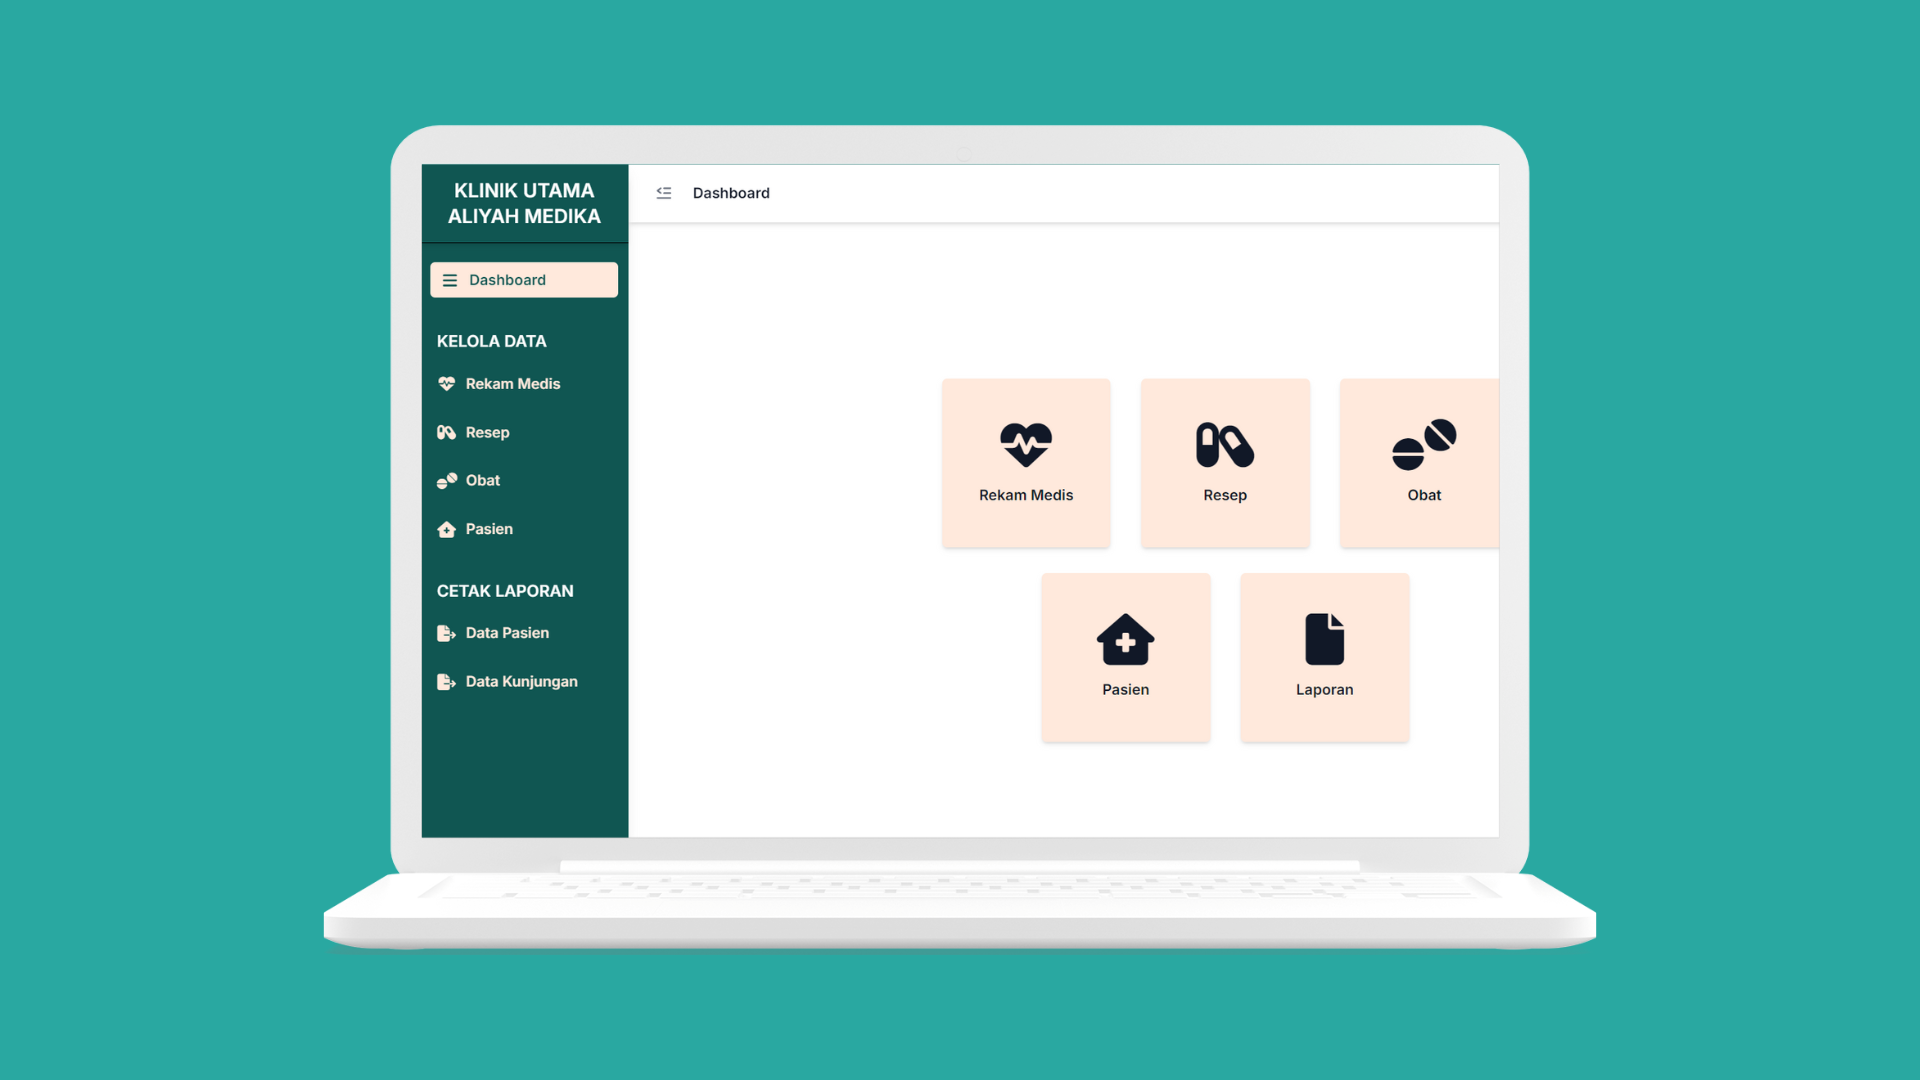 KLINIK UTAMA
ALIYAH MEDIKA
Dashboard
KELOLA DATA
Rekam Medis
Resep
Obat
Pasien
CETAK LAPORAN
Data Pasien
Data Kunjungan
Dashboard
Rekam Medis
Resep
Obat
Pasien
Laporan